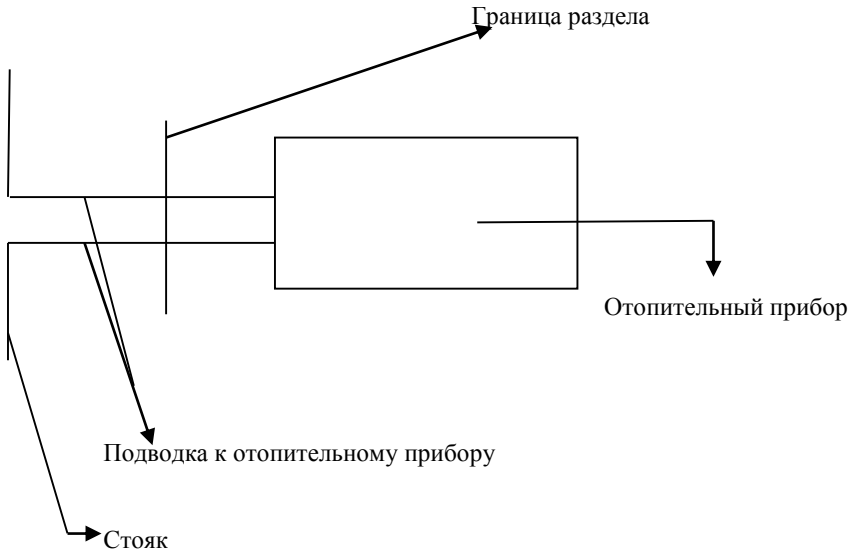 Граница раздела
Отопительный прибор
Подводка к отопительному прибору
Стояк